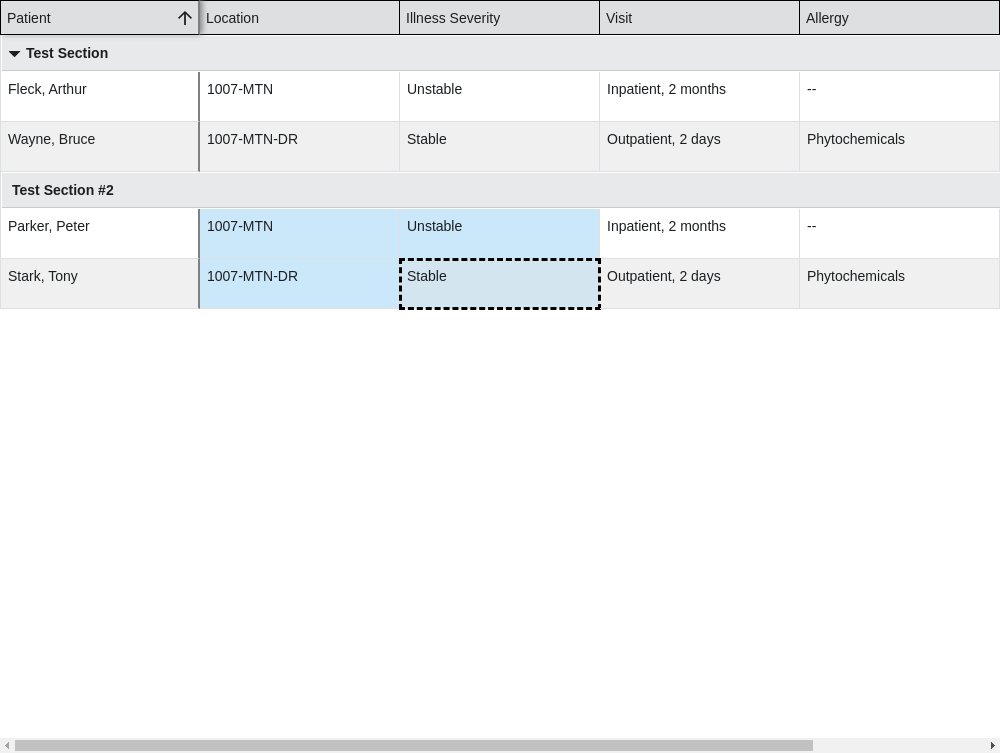 Patient Location Illness Severity Visit Allergy
Test Section
Fleck, Arthur 1007-MTN Unstable Inpatient, 2 months --
Wayne, Bruce 1007-MTN-DR Stable Outpatient, 2 days Phytochemicals
Test Section #2
Parker, Peter 1007-MTN Unstable Inpatient, 2 months --
Stark, Tony 1007-MTN-DR Stable Outpatient, 2 days Phytochemicals